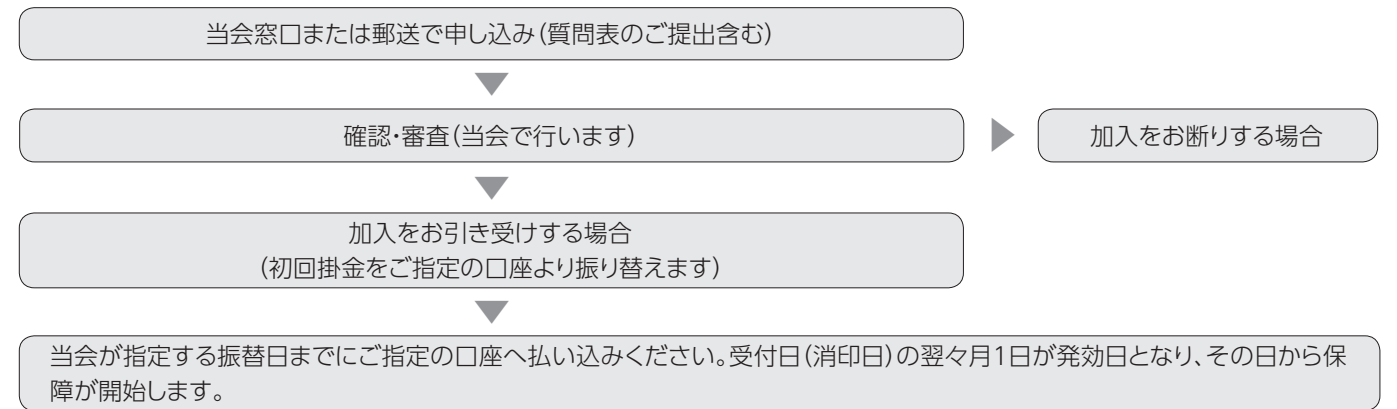 当会窓口または郵送で申し込み(質問表のご提出含む)
確認・審査(当会で行います)
加入をお断りする場合
加入をお引き受けする場合
(初回掛金をご指定の口座より振り替えます)
当会が指定する振替日までにご指定の口座へ払い込みください。受付日(消印日)の翌々月1日が発効日となり、その日から保
障が開始します。